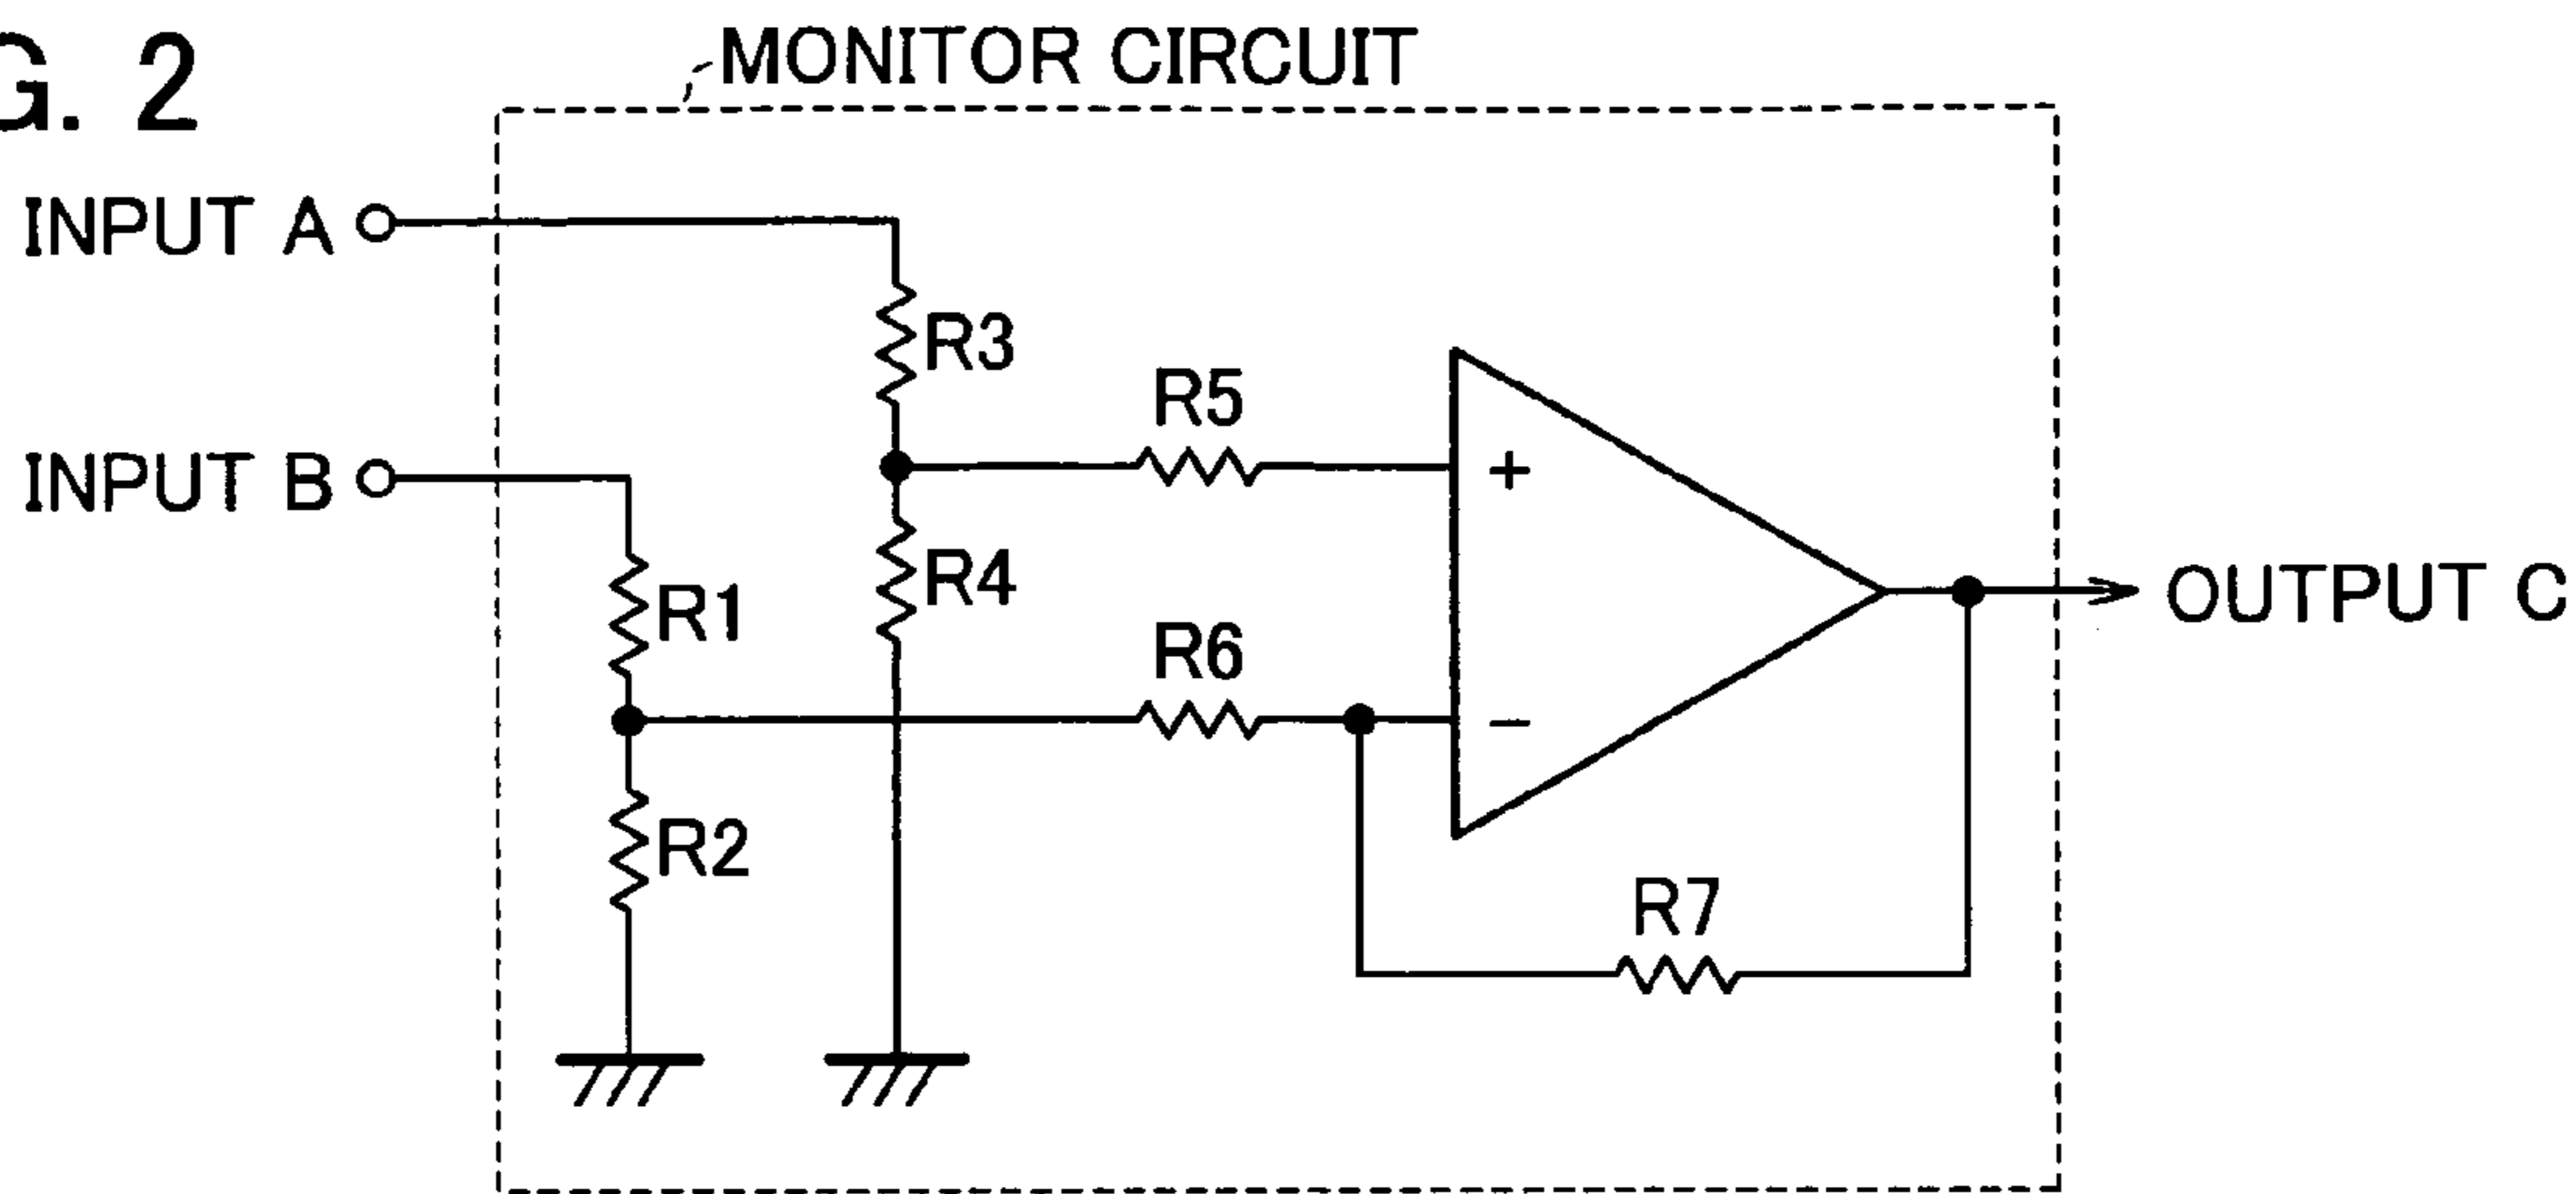 G. 2
MONITOR CIRCUIT
INPUT A
R3
R5
+
INPUT B
R4
R1
R6
−
OUTPUT C
R2
R7